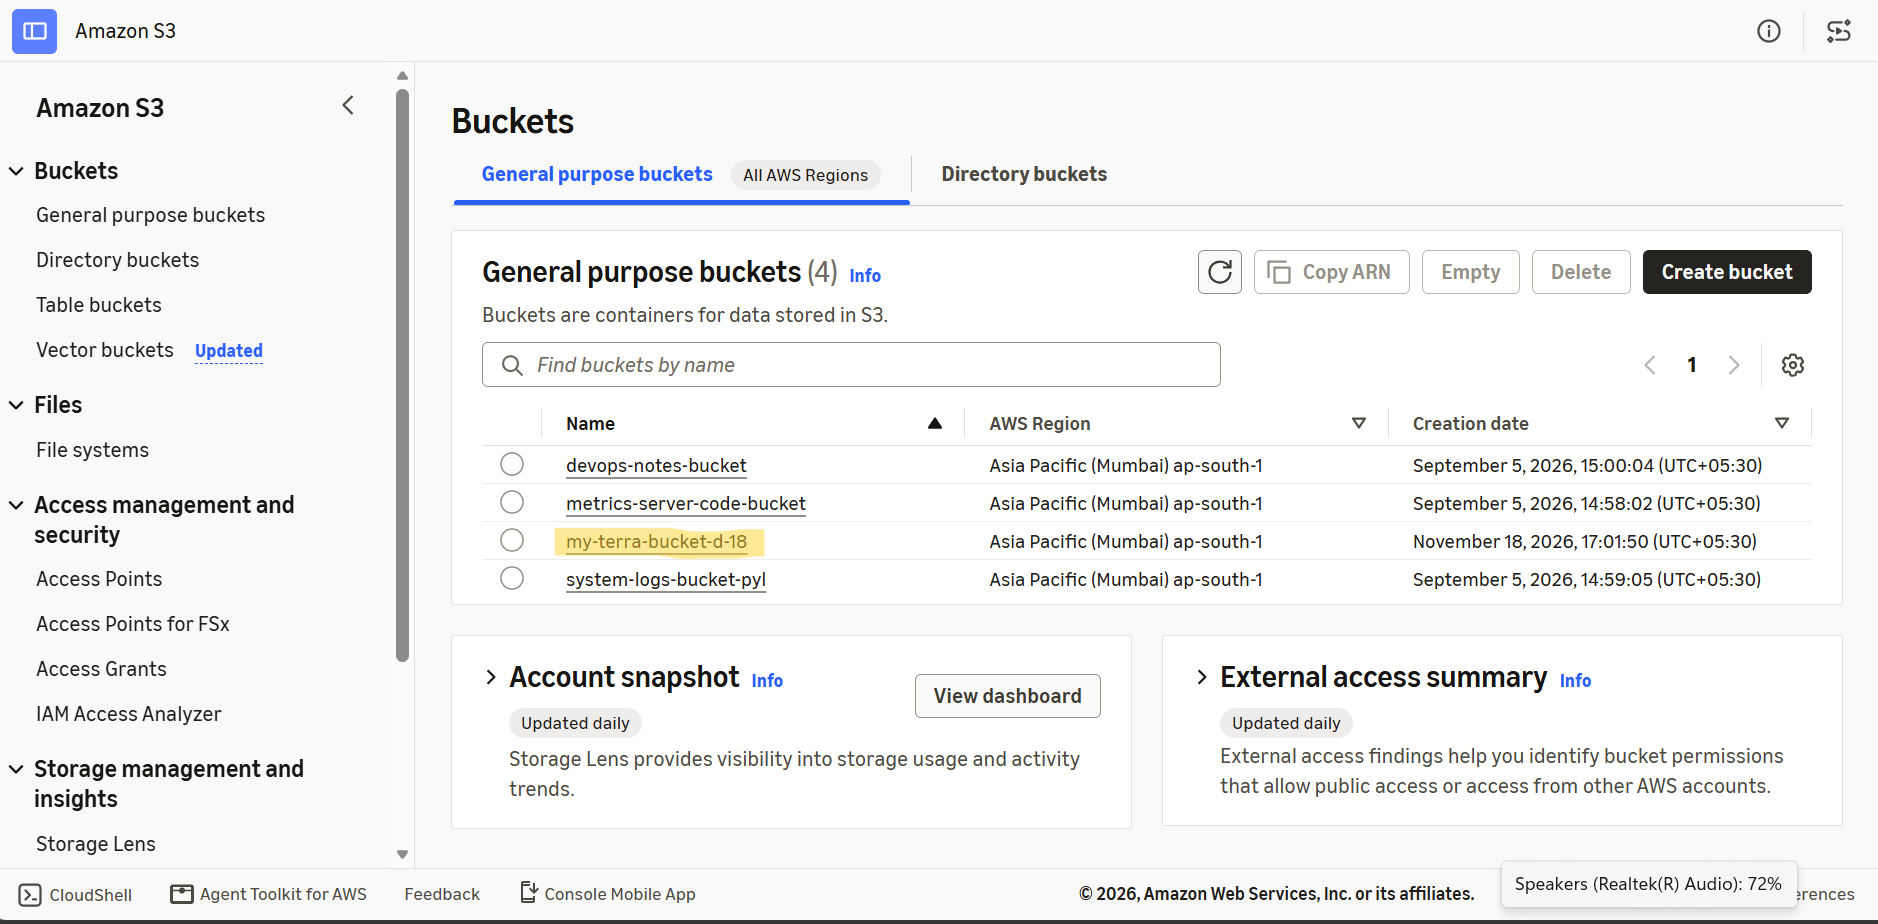 Amazon S3
Amazon S3
Buckets
General purpose buckets
Directory buckets
Table buckets
Vector buckets Updated
Files
File systems
Access management and
security
Access Points
Access Points for FSx
Access Grants
IAM Access Analyzer
Storage management and
insights
Storage Lens
Buckets
General purpose buckets All AWS Regions Directory buckets
General purpose buckets (4) Info
Copy ARN Empty Delete Create bucket
Buckets are containers for data stored in S3.
Find buckets by name
1
Name AWS Region Creation date
devops-notes-bucket Asia Pacific (Mumbai) ap-south-1 September 5, 2026, 15:00:04 (UTC+05:30)
metrics-server-code-bucket Asia Pacific (Mumbai) ap-south-1 September 5, 2026, 14:58:02 (UTC+05:30)
my-terra-bucket-d-18 Asia Pacific (Mumbai) ap-south-1 November 18, 2026, 17:01:50 (UTC+05:30)
system-logs-bucket-pyl Asia Pacific (Mumbai) ap-south-1 September 5, 2026, 14:59:05 (UTC+05:30)
Account snapshot Info
View dashboard
Updated daily
Storage Lens provides visibility into storage usage and activity
trends.
External access summary Info
Updated daily
External access findings help you identify bucket permissions
that allow public access or access from other AWS accounts.
CloudShell Agent Toolkit for AWS Feedback Console Mobile App © 2026, Amazon Web Services, Inc. or its affiliates.
Speakers (Realtek(R) Audio): 72%